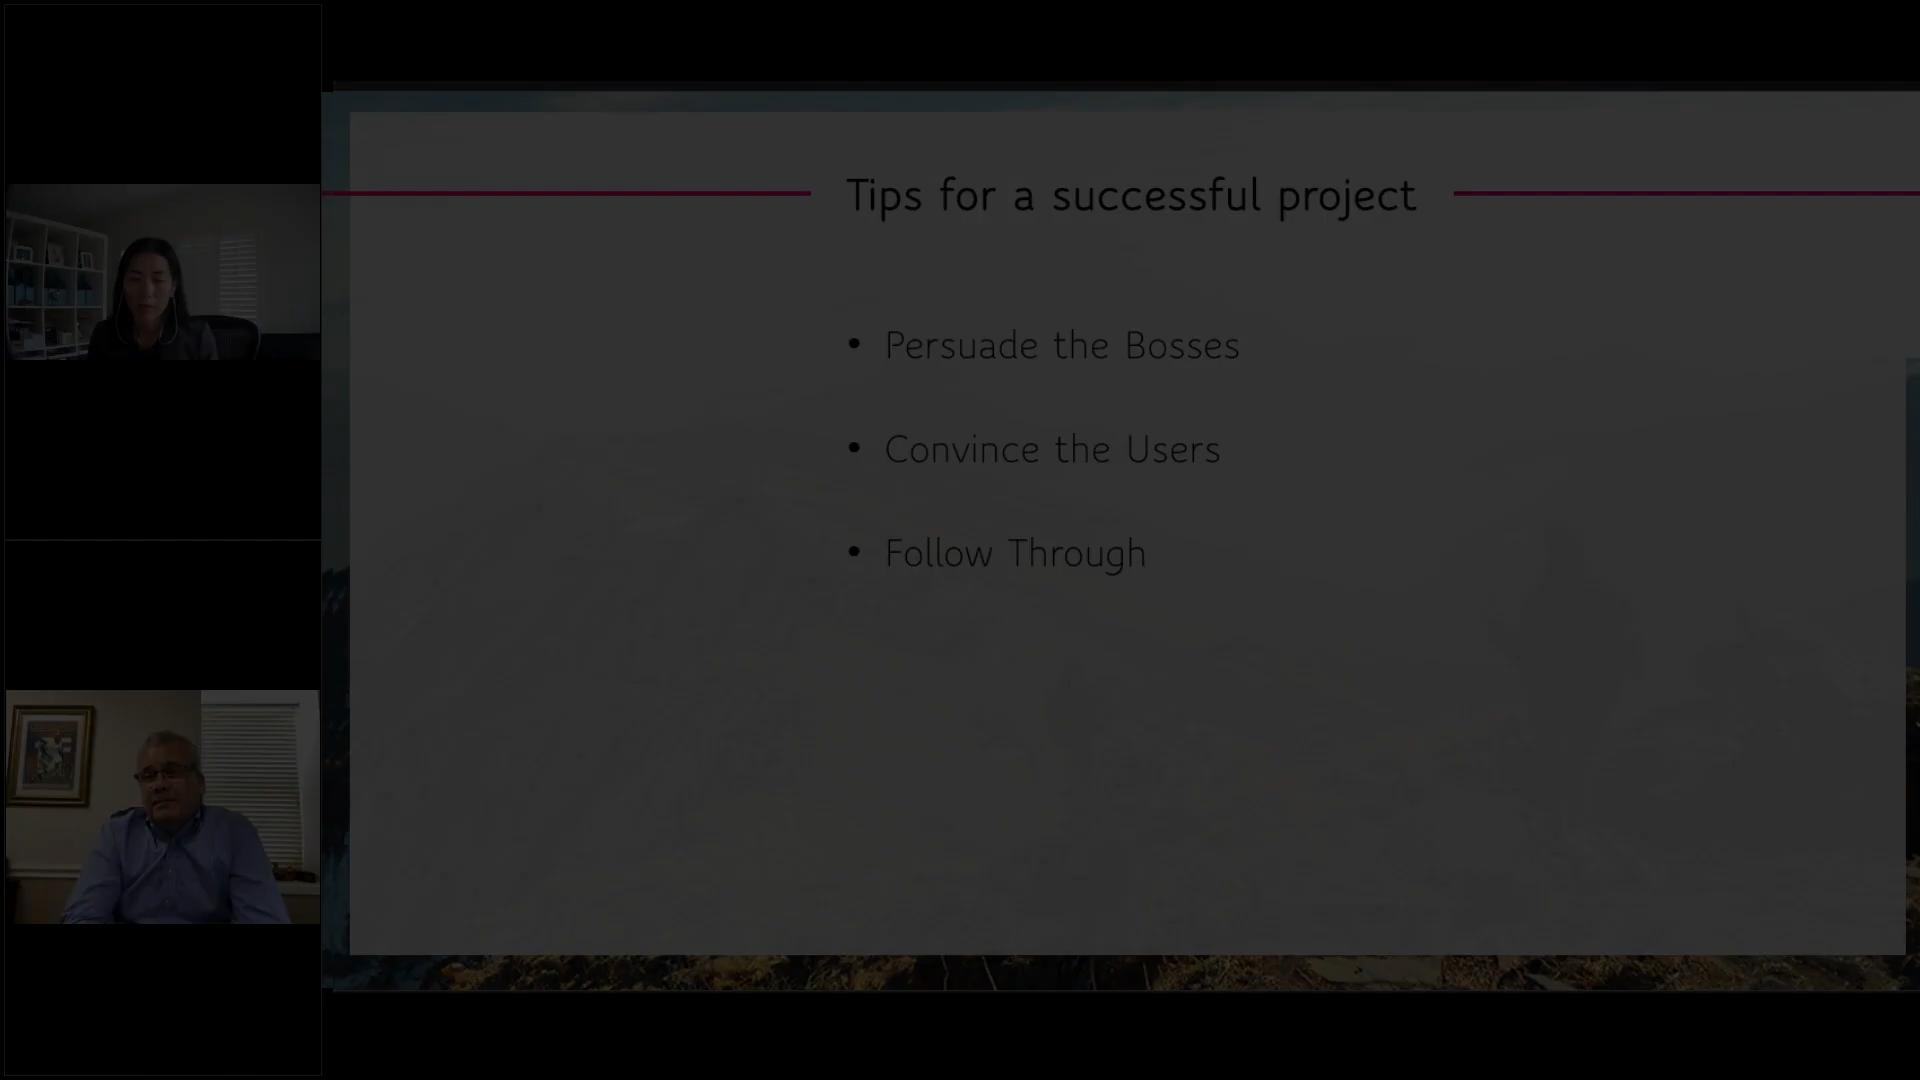 Tips for a successful project
• Persuade the Bosses
• Convince the Users
• Follow Through